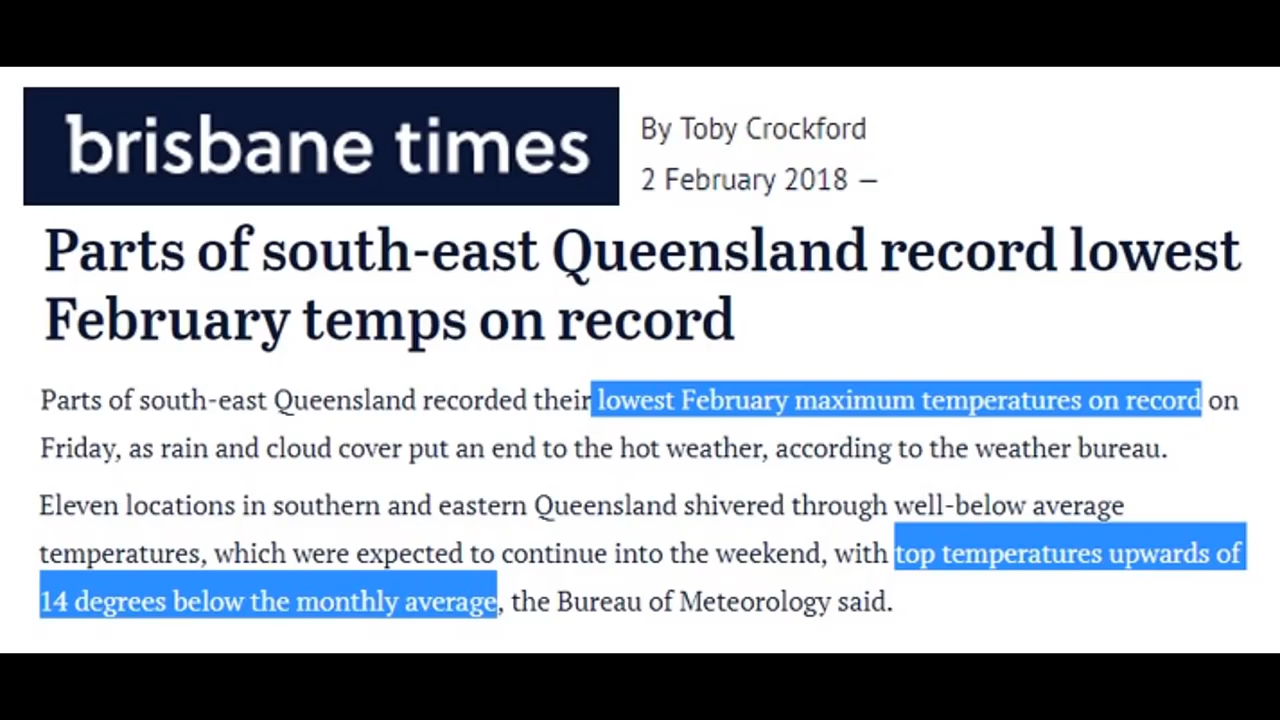 brisbane times
By Toby Crockford
2 February 2018 –
Parts of south-east Queensland record lowest
February temps on record
Parts of south-east Queensland recorded their lowest February maximum temperatures on record on
Friday, as rain and cloud cover put an end to the hot weather, according to the weather bureau.
Eleven locations in southern and eastern Queensland shivered through well-below average
temperatures, which were expected to continue into the weekend, with top temperatures upwards of
14 degrees below the monthly average, the Bureau of Meteorology said.